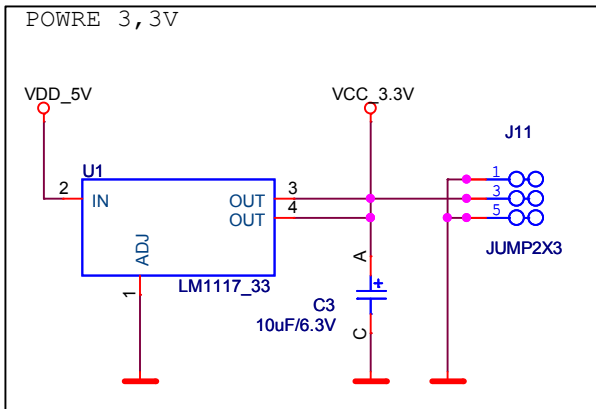 POWRE 3,3V
VDD_5V
VCC_3.3V
J11
U1
2
IN
OUT
3
OUT
4
ADJ
1
LM1117_33
1
3
5
JUMP2X3
A
+
C3
10uF/6.3V
C